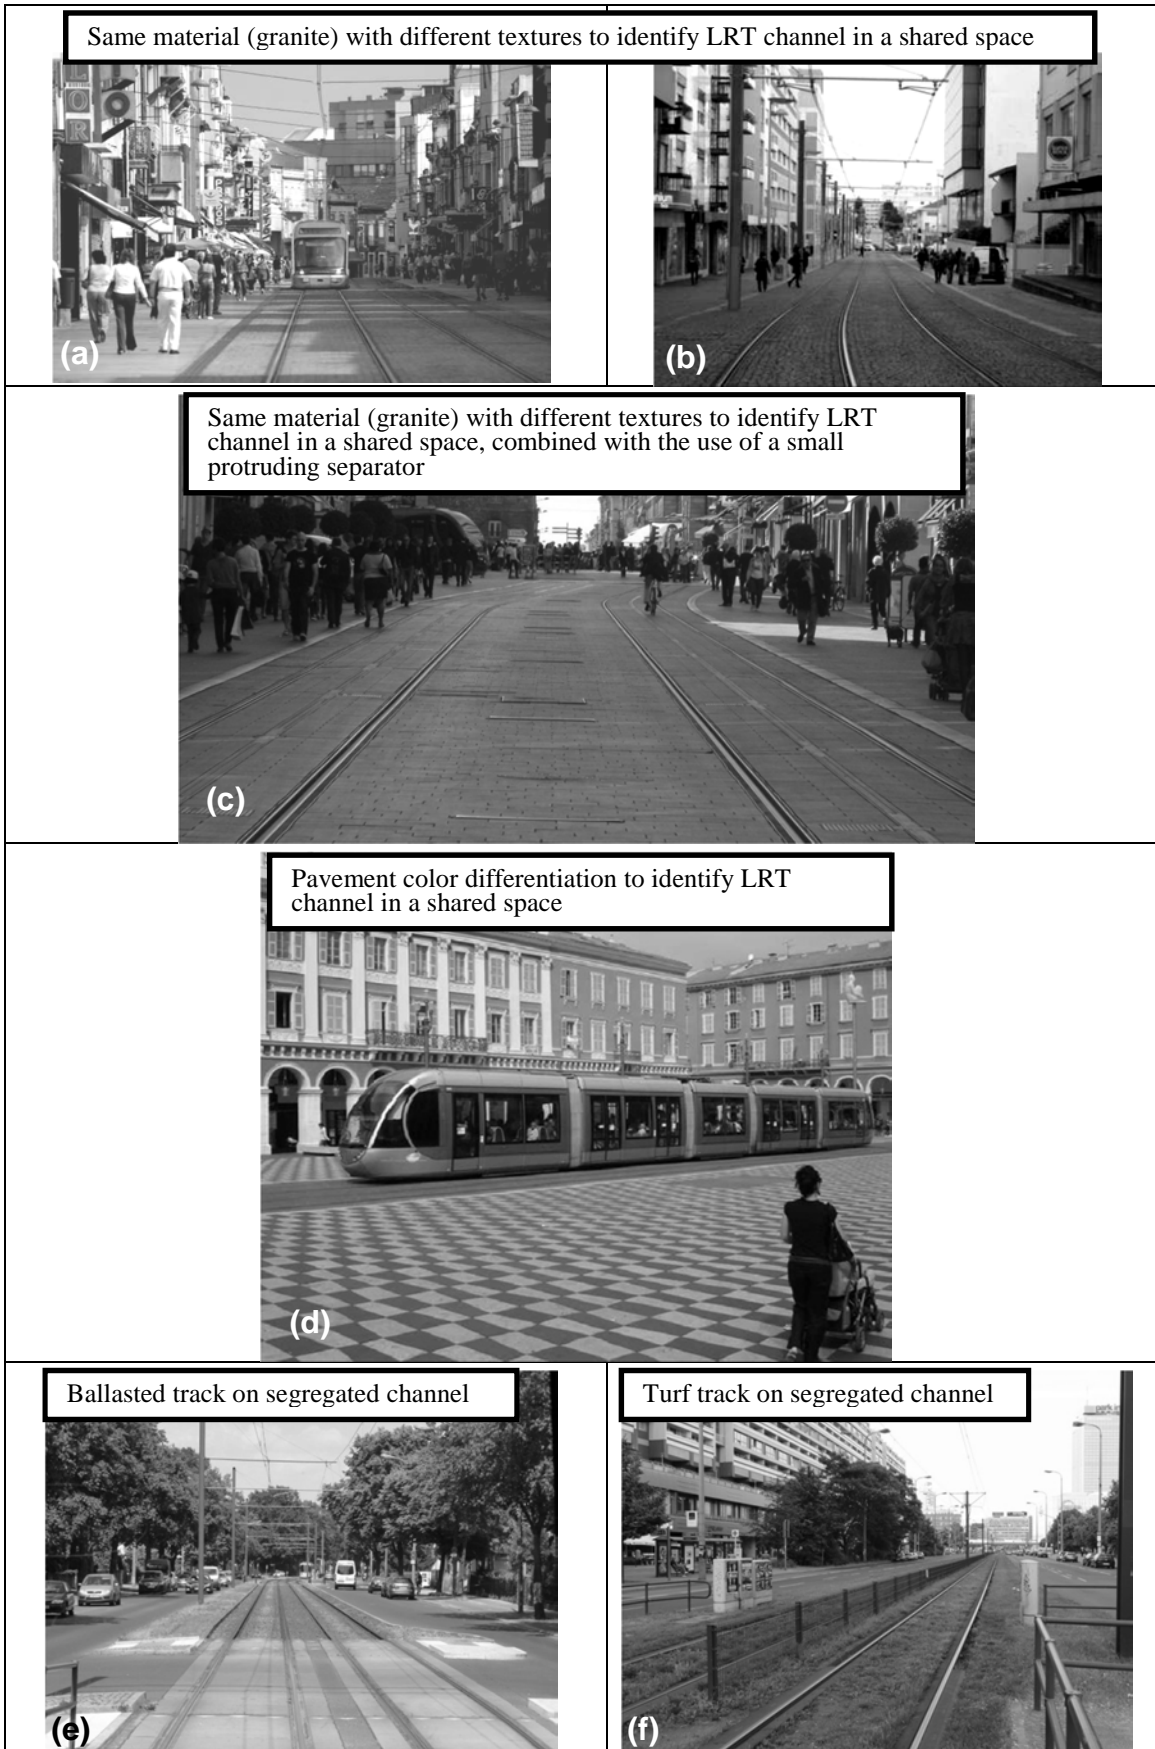 Same material (granite) with different textures to identify LRT channel in a shared space
(a)
(b)
Same material (granite) with different textures to identify LRT
channel in a shared space, combined with the use of a small
protruding separator
(c)
Pavement color differentiation to identify LRT
channel in a shared space
(d)
Ballasted track on segregated channel
Turf track on segregated channel
(e)
(f)